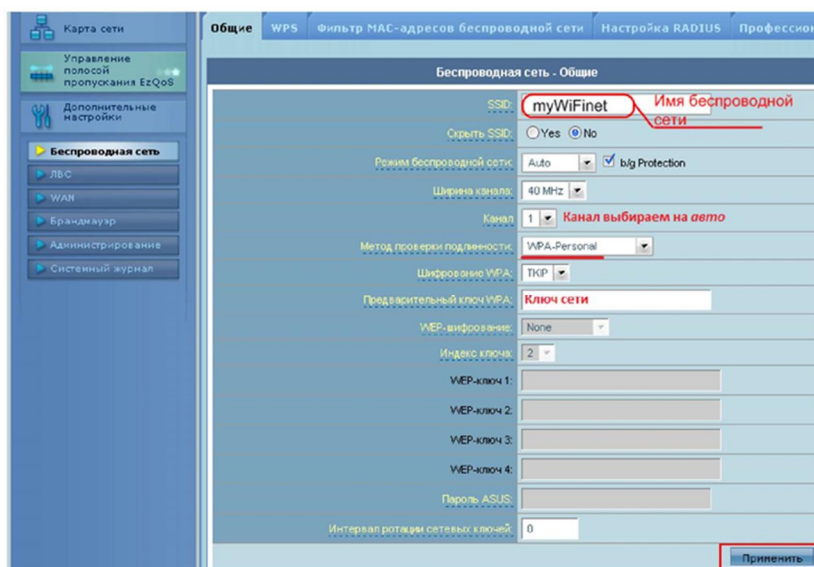 Карта сети
Управление
полосой
пропускания EzQoS
Дополнительные
настройки
Беспроводная сеть
ЛВС
WAN
Брандмауэр
Администрирование
Системный журнал
Общие WPS Фильтр MAC-адресов беспроводной сети Настройка RADIUS Професcион
Беспроводная сеть - Общие
SSID: myWiFinet Имя беспроводной
сети
Скрыть SSID: Yes No
Режим беспроводной сети: Auto b/g Protection
Ширина канала: 40 MHz
Канал 1 Канал выбираем на авто
Метод проверки подлинности: WPA-Personal
Шифрование WPA: TKIP
Предварительный ключ WPA: Ключ сети
WEP-шифрование: None
Индекс ключа: 2
WEP-ключ 1:
WEP-ключ 2:
WEP-ключ 3:
WEP-ключ 4:
Пароль ASUS:
Интервал ротации сетевых ключей: 0
Применить